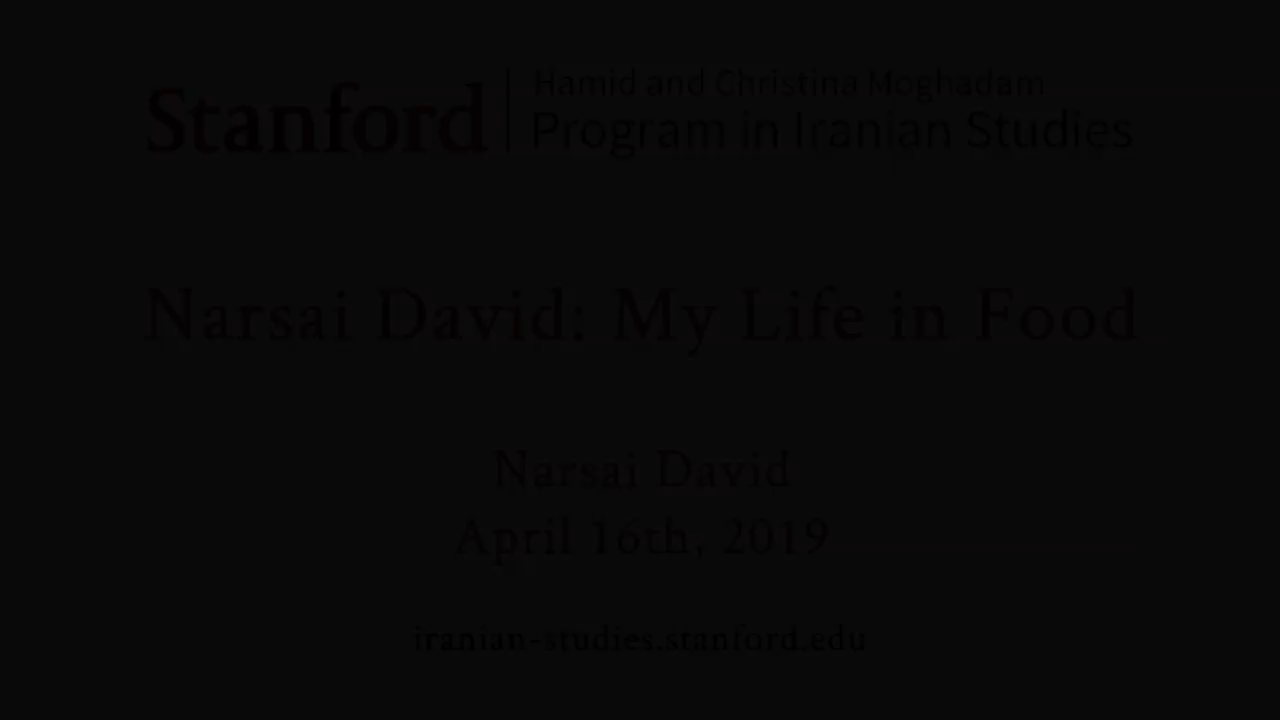 Stanford
Hamid and Christina Moghadam
Program in Iranian Studies
Narsai David: My Life in Food
Narsai David
April 16th, 2019
iranian-studies.stanford.edu